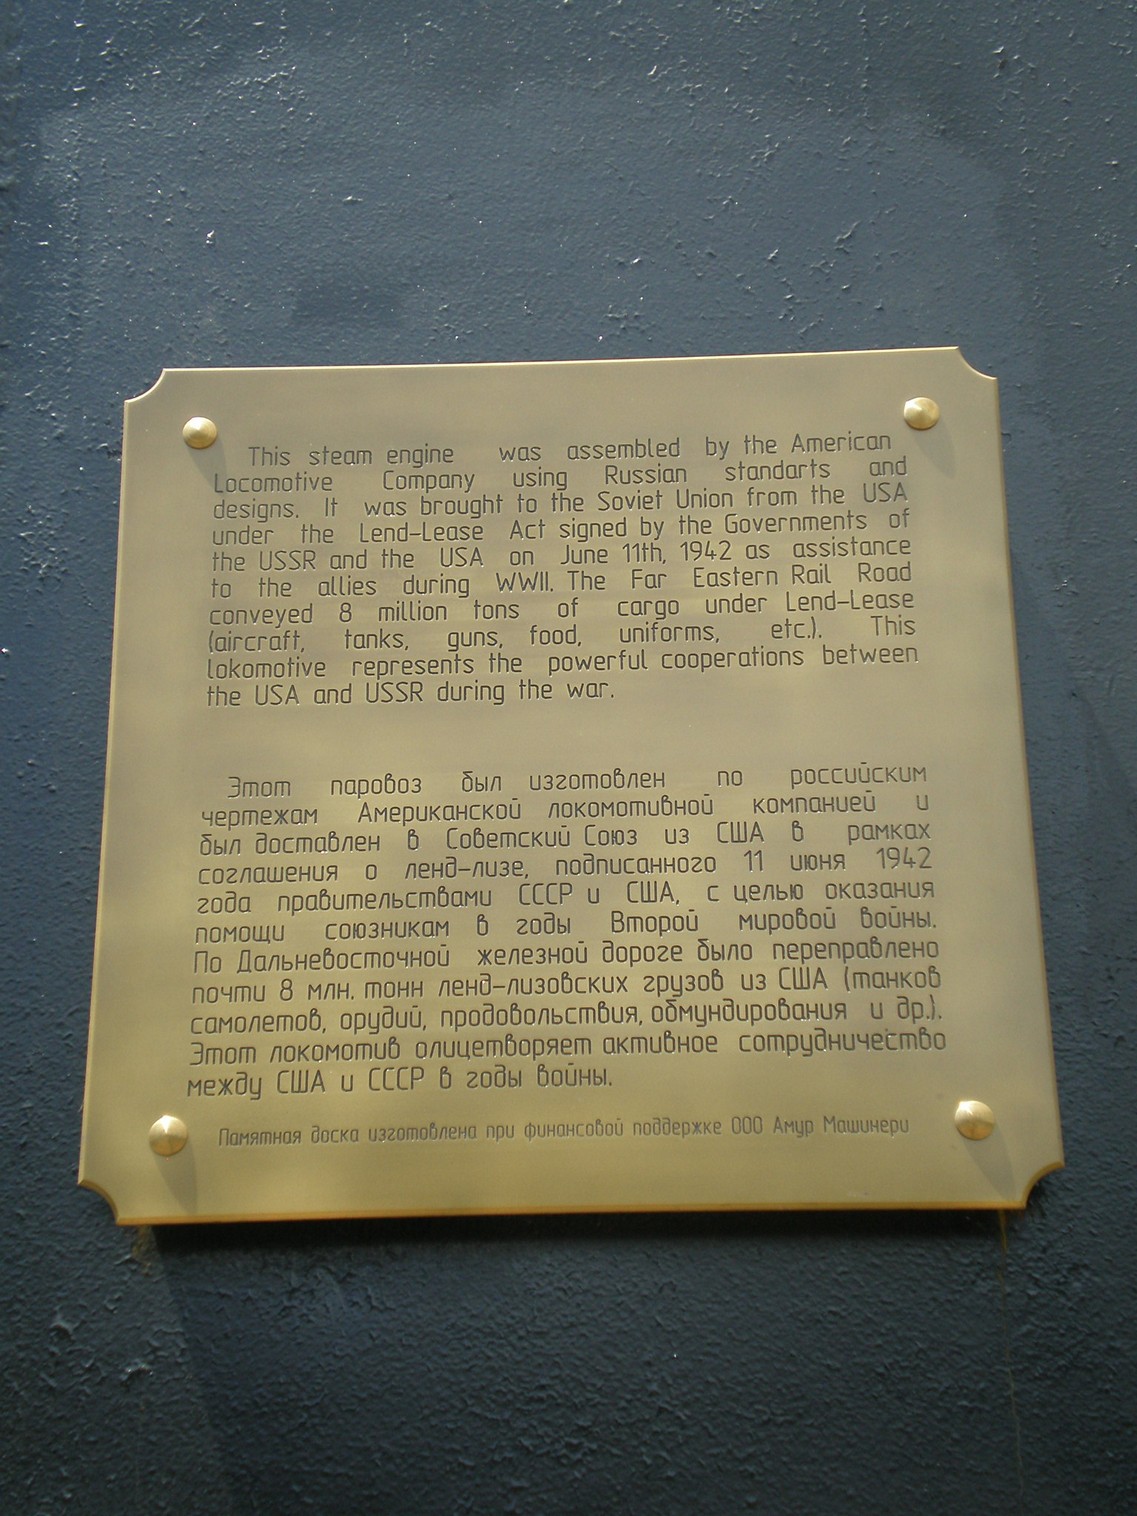 This steam engine was assembled by the American
Locomotive Company using Russian standarts and
designs. It was brought to the Soviet Union from the USA
under the Lend-Lease Act signed by the Governments of
the USSR and the USA on June 11th, 1942 as assistance
to the allies during WWII. The Far Eastern Rail Road
conveyed 8 million tons of cargo under Lend-Lease
(aircraft, tanks, guns, food, uniforms, etc.). This
lokomotive represents the powerful cooperations between
the USA and USSR during the war.
Этот паровоз был изготовлен по российским
чертежам Американской локомотивной компанией и
был доставлен в Советский Союз из США в рамках
соглашения о ленд-лизе, подписанного 11 июня 1942
года правительствами СССР и США, с целью оказания
помощи союзникам в годы Второй мировой войны.
По Дальневосточной железной дороге было переправлено
почти 8 млн. тонн ленд-лизовских грузов из США (танков
самолетов, орудий, продовольствия, обмундирования и др.).
Этот локомотив олицетворяет активное сотрудничество
между США и СССР в годы войны.
Памятная доска изготовлена при финансовой поддержке ООО Амур Машинери